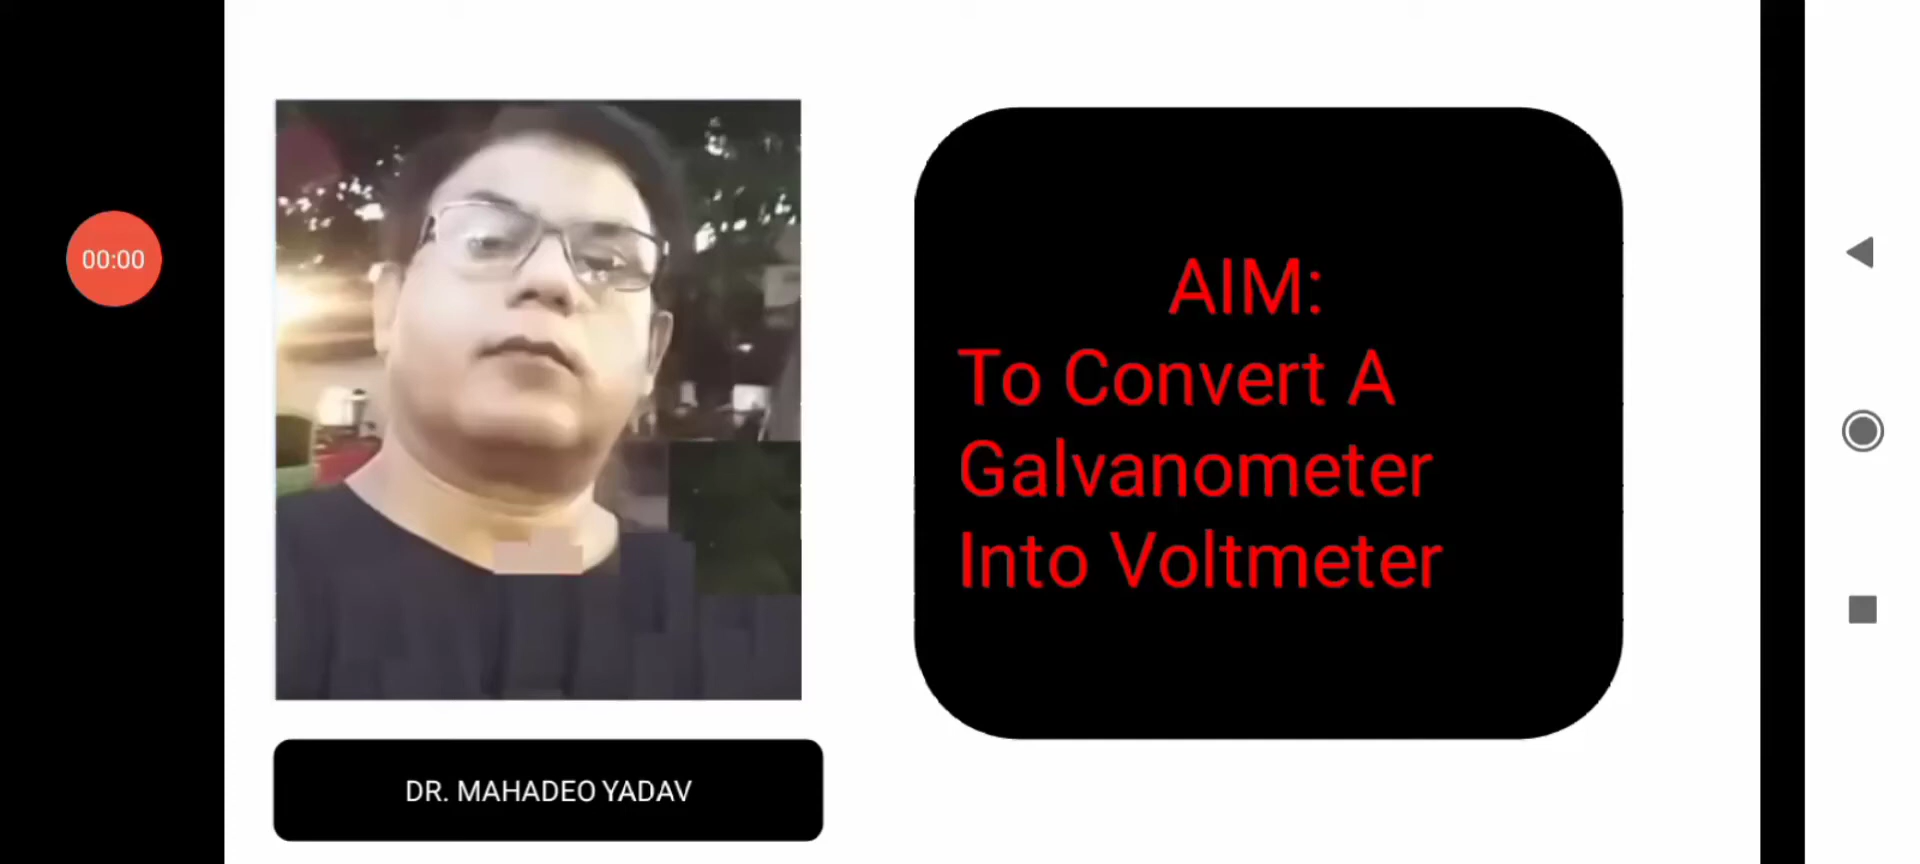 00:00
AIM:
To Convert A
Galvanometer
Into Voltmeter
DR. MAHADEO YADAV